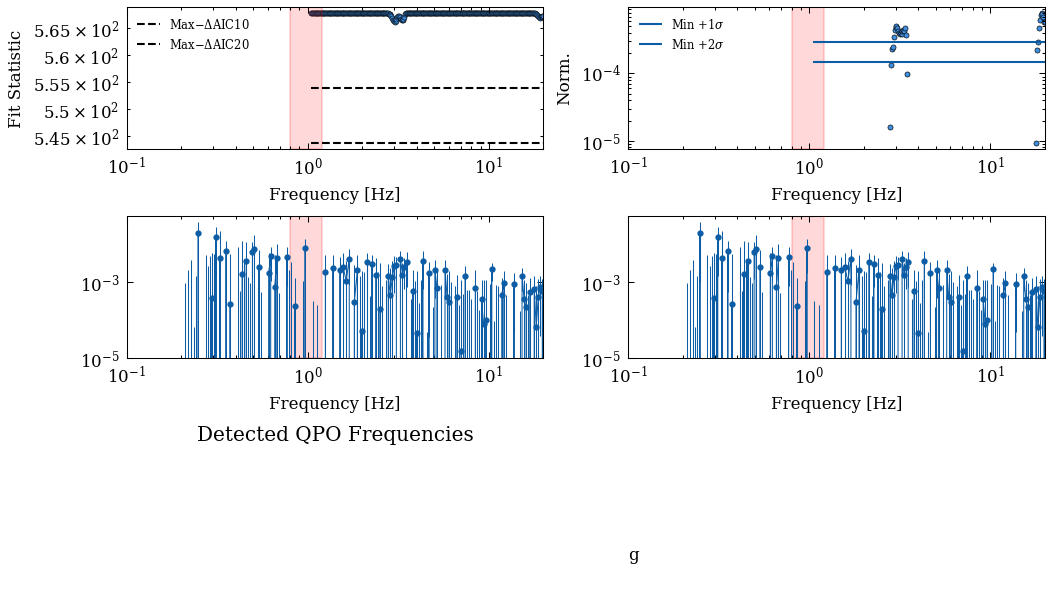 Fit Statistic
5.65 × 10²
5.6 × 10²
5.55 × 10²
5.5 × 10²
5.45 × 10²
Max−ΔAIC10
Max−ΔAIC20
10⁻¹ 10⁰ 10¹
Frequency [Hz]
Norm.
10⁻⁴
10⁻⁵
Min +1σ
Min +2σ
10⁻¹ 10⁰ 10¹
Frequency [Hz]
10⁻³
10⁻⁵
10⁻¹ 10⁰ 10¹
Frequency [Hz]
10⁻³
10⁻⁵
10⁻¹ 10⁰ 10¹
Frequency [Hz]
Detected QPO Frequencies
g